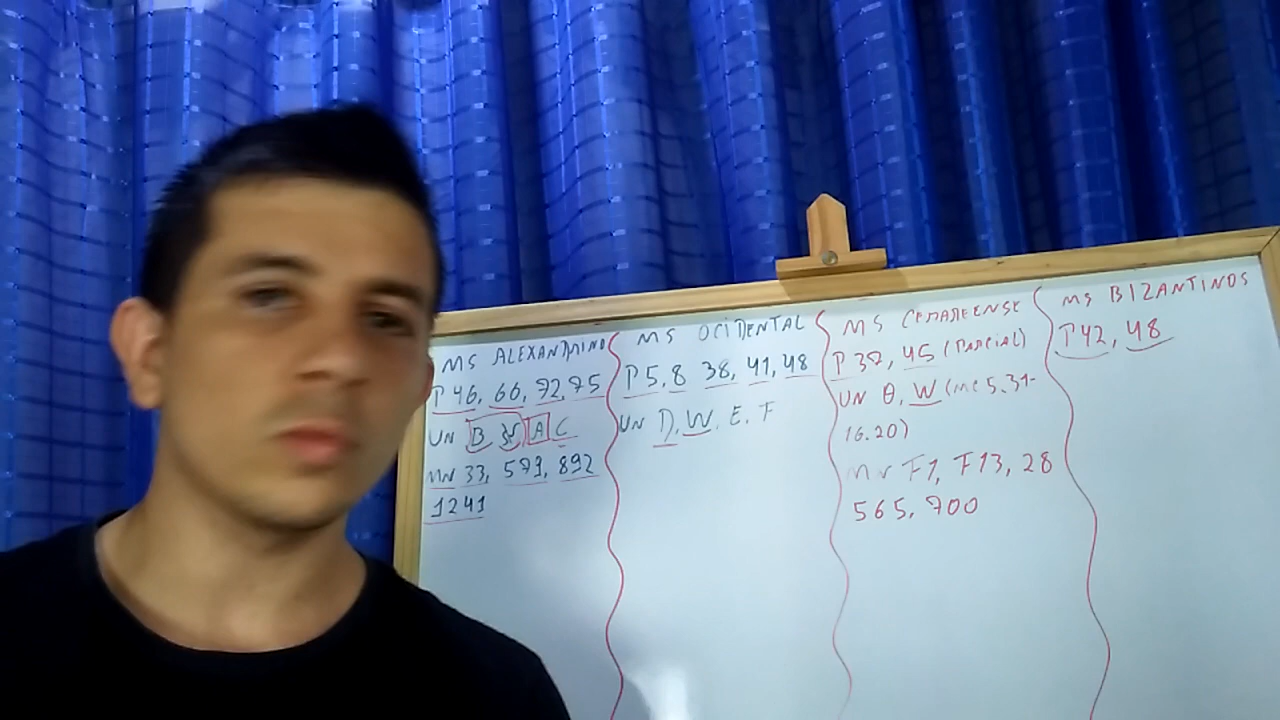 MS ALEXANDRINO
P 46, 66, 72, 75
UN B א A C
MN 33, 579, 892
1241
MS OCIDENTAL
P 5, 8 38, 41, 48
UN D, W, E, F
MS CEMAREENSE
P 37, 45 (PARCIAL)
UN Θ, W (MC 5.31-
16.20)
MN F1, F13, 28
565, 700
MS BIZANTINOS
P42, 48